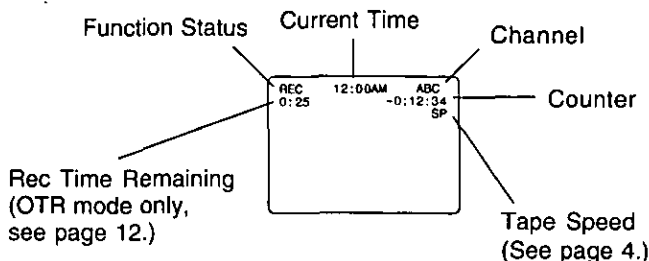 Function Status
Current Time
Channel
REC 12:00AM ABC
0:25 -0:12:34
SP
Counter
Rec Time Remaining
(OTR mode only,
see page 12.)
Tape Speed
(See page 4.)